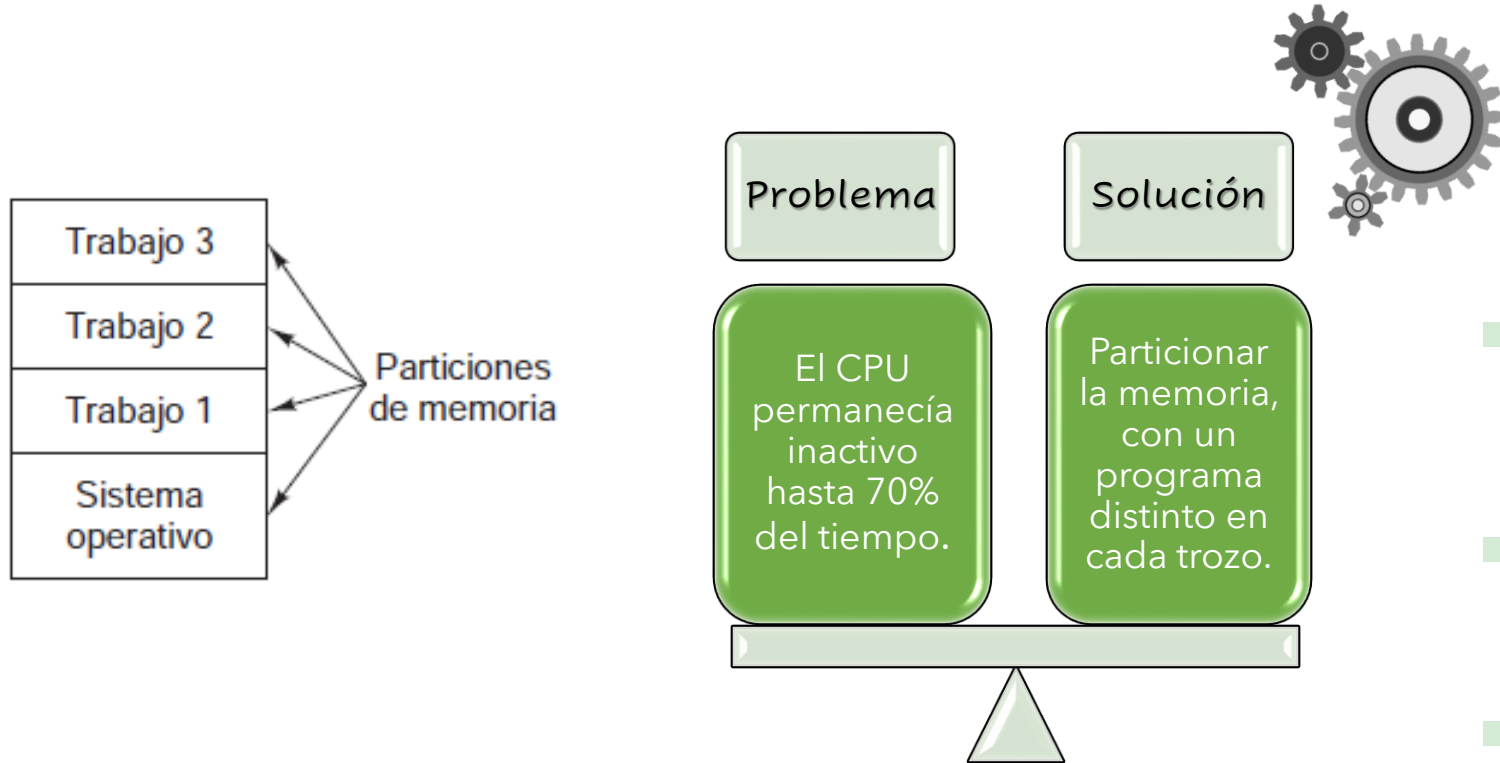 Trabajo 3
Trabajo 2
Trabajo 1
Sistema
operativo
Particiones
de memoria
Problema
El CPU
permanecía
inactivo
hasta 70%
del tiempo.
Solución
Particionar
la memoria,
con un
programa
distinto en
cada trozo.